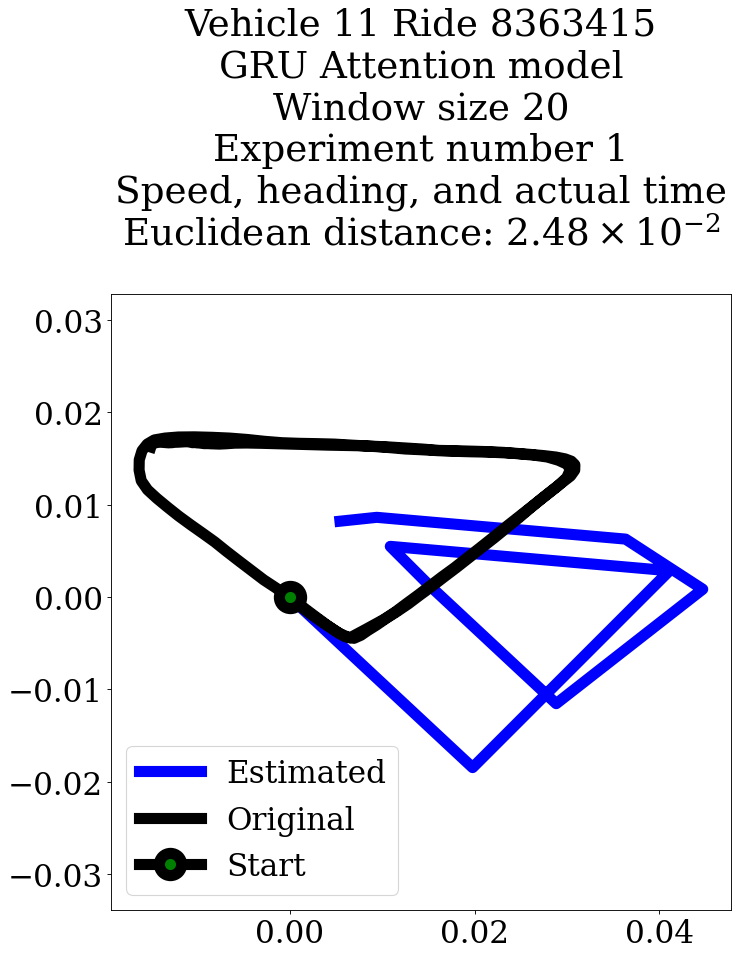 Vehicle 11 Ride 8363415
GRU Attention model
Window size 20
Experiment number 1
Speed, heading, and actual time
Euclidean distance: 2.48 × 10⁻²
0.03
0.02
0.01
0.00
−0.01
−0.02
−0.03
Estimated
Original
Start
0.00 0.02 0.04